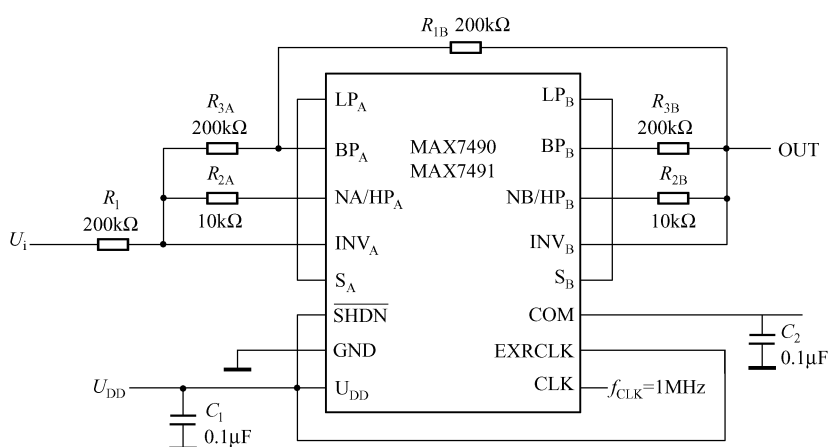 R1B 200kΩ
LPA
LPB
R3A
200kΩ
R3B
200kΩ
MAX7490
MAX7491
BPA
BPB
OUT
R2A
10kΩ
R2B
10kΩ
NA/HPA
NB/HPB
R1
200kΩ
Ui
INVA
INVB
SA
SB
SHDN
COM
C2
0.1μF
GND
EXRCLK
UDD
UDD
CLK
fCLK=1MHz
C1
0.1μF